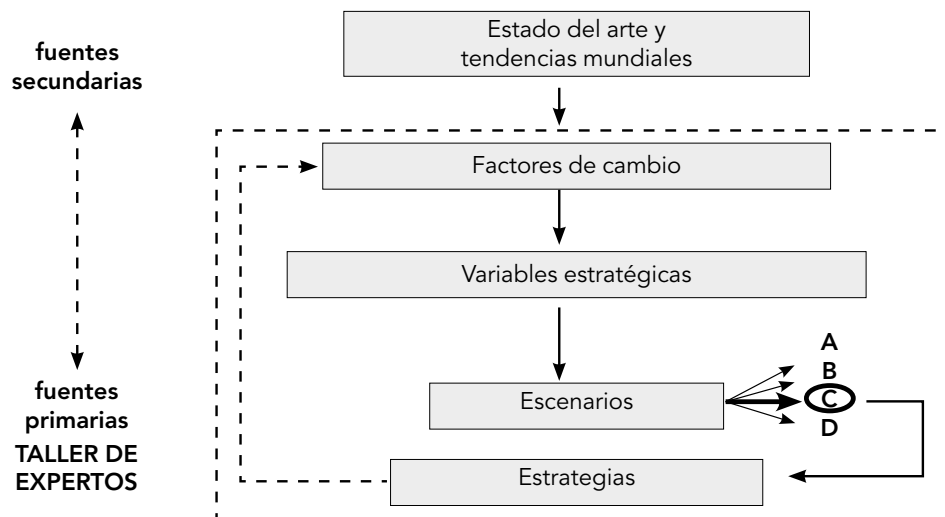 Estado del arte y
tendencias mundiales
fuentes
secundarias
Factores de cambio
Variables estratégicas
A
B
C
D
Escenarios
fuentes
primarias
TALLER DE
EXPERTOS
Estrategias